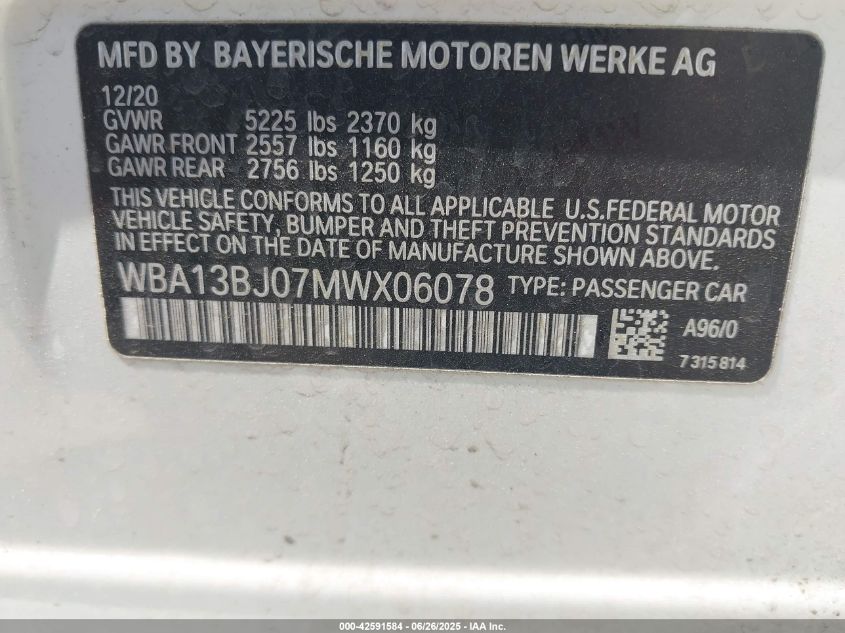 MFD BY BAYERISCHE MOTOREN WERKE AG
12/20
GVWR 5225 lbs 2370 kg
GAWR FRONT 2557 lbs 1160 kg
GAWR REAR 2756 lbs 1250 kg
THIS VEHICLE CONFORMS TO ALL APPLICABLE U.S.FEDERAL MOTOR
VEHICLE SAFETY, BUMPER AND THEFT PREVENTION STANDARDS
IN EFFECT ON THE DATE OF MANUFACTURE SHOWN ABOVE.
WBA13BJ07MWX06078 TYPE: PASSENGER CAR
A96/0
7315814
000-42591584 / 06/26/2025 - IAA Inc.